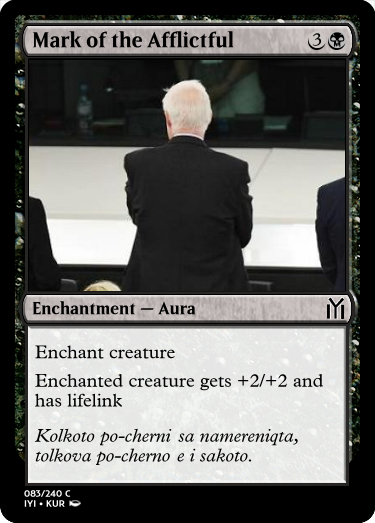 Mark of the Afflictful 3
Enchantment — Aura
Enchant creature
Enchanted creature gets +2/+2 and
has lifelink
Kolkoto po-cherni sa namereniqta,
tolkova po-cherno e i sakoto.
083/240 C
IYI • KUR